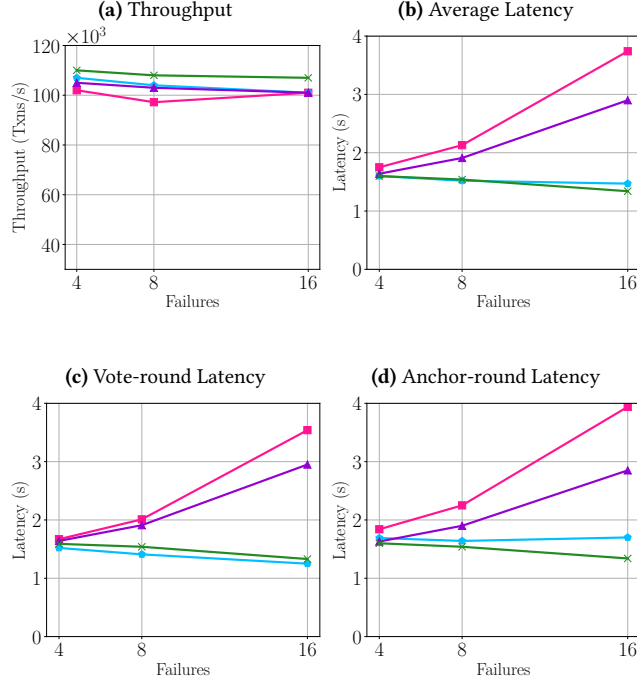 (a) Throughput
×10³
120
100
80
60
40
Throughput (Txns/s)
4
8
16
Failures
(b) Average Latency
4
3
2
1
0
Latency (s)
4
8
16
Failures
(c) Vote-round Latency
4
3
2
1
0
Latency (s)
4
8
16
Failures
(d) Anchor-round Latency
4
3
2
1
0
Latency (s)
4
8
16
Failures